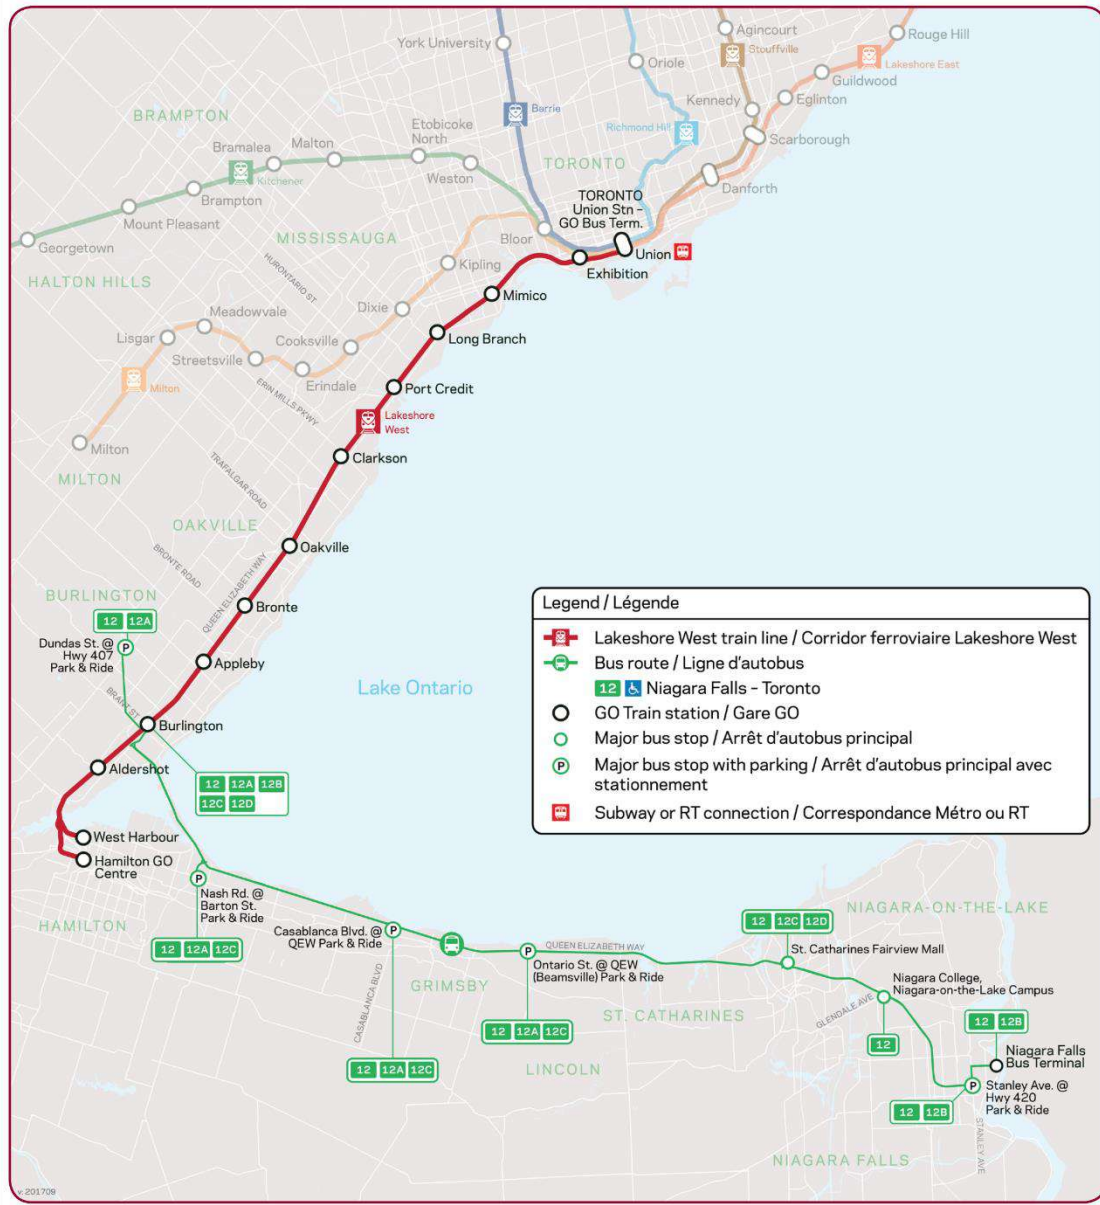 Agincourt
Rouge Hill
York University
Stouffville
Oriole
Lakeshore East
Guildwood
Kennedy
Eglinton
Barrie
BRAMPTON
Etobicoke
North
Richmond Hill
Scarborough
Malton
Bramalea
TORONTO
Weston
Kitchener
Danforth
Brampton
TORONTO
Union Stn –
GO Bus Term.
Mount Pleasant
Bloor
MISSISSAUGA
Georgetown
Union
Kipling
Exhibition
HURONTARIO ST
HALTON HILLS
Mimico
Meadowvale
Dixie
Lisgar
Cooksville
Long Branch
Streetsville
Erindale
Milton
ERIN MILLS PKWY
Port Credit
Lakeshore
West
Milton
Clarkson
TRAFALGAR ROAD
MILTON
OAKVILLE
Oakville
BRONTE ROAD
QUEEN ELIZABETH WAY
BURLINGTON
Bronte
12 12A
Dundas St. @
Hwy 407
Park & Ride
Appleby
Lake Ontario
BRANT ST
Burlington
Aldershot
12 12A 12B
12C 12D
West Harbour
Hamilton GO
Centre
Nash Rd. @
Barton St.
Park & Ride
HAMILTON
12 12A 12C
Casablanca Blvd. @
QEW Park & Ride
CASABLANCA BLVD
12 12A 12C
GRIMSBY
QUEEN ELIZABETH WAY
Ontario St. @ QEW
(Beamsville) Park & Ride
12 12A 12C
LINCOLN
ST. CATHARINES
12 12C 12D
St. Catharines Fairview Mall
NIAGARA-ON-THE-LAKE
Niagara College,
Niagara-on-the-Lake Campus
GLENDALE AVE
12
12 12B
Niagara Falls
Bus Terminal
12 12B
Stanley Ave. @
Hwy 420
Park & Ride
STANLEY AVE
NIAGARA FALLS
Legend / Légende
Lakeshore West train line / Corridor ferroviaire Lakeshore West
Bus route / Ligne d'autobus
12 Niagara Falls – Toronto
GO Train station / Gare GO
Major bus stop / Arrêt d'autobus principal
P Major bus stop with parking / Arrêt d'autobus principal avec
stationnement
Subway or RT connection / Correspondance Métro ou RT
v: 201709